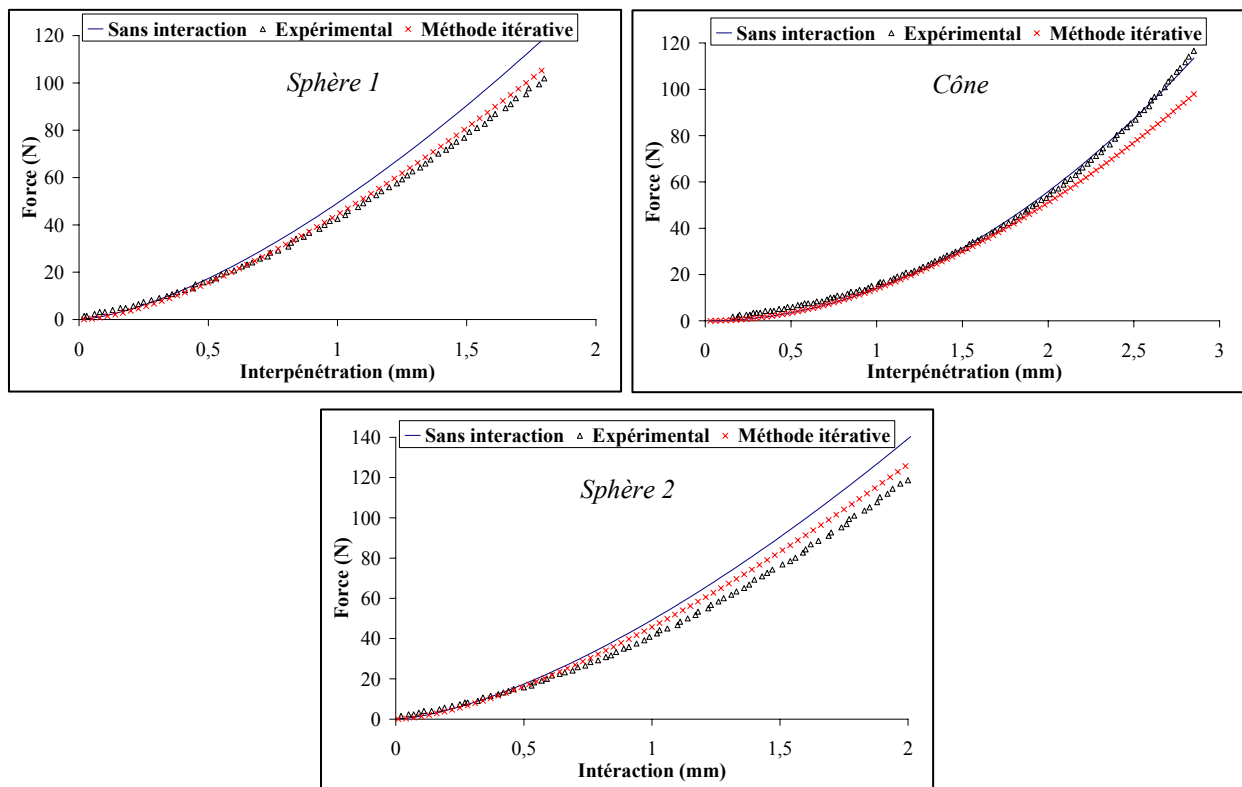 Sans interaction Expérimental Méthode itérative
Sphère 1
Force (N)
120
100
80
60
40
20
0
0 0,5 1 1,5 2
Interpénétration (mm)
Sans interaction Expérimental Méthode itérative
Cône
Force (N)
120
100
80
60
40
20
0
0 0,5 1 1,5 2 2,5 3
Interpénétration (mm)
Sans interaction Expérimental Méthode itérative
Sphère 2
Force (N)
140
120
100
80
60
40
20
0
0 0,5 1 1,5 2
Intéraction (mm)